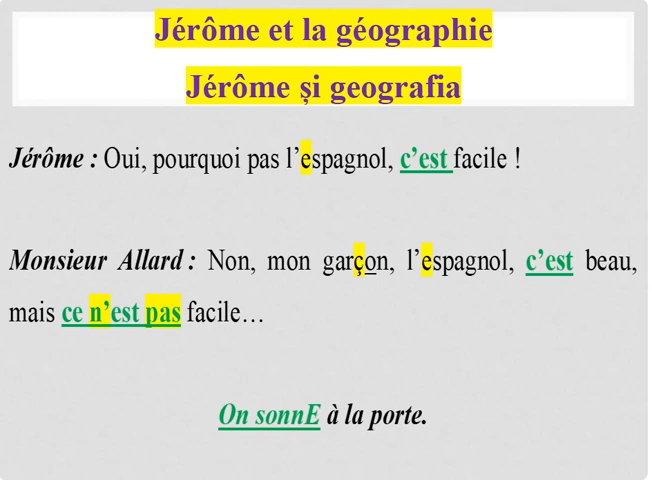 Jérôme et la géographie
Jérôme și geografia
Jérôme : Oui, pourquoi pas l’espagnol, c’est facile !
Monsieur Allard : Non, mon garçon, l’espagnol, c’est beau,
mais ce n’est pas facile…
On sonnE à la porte.